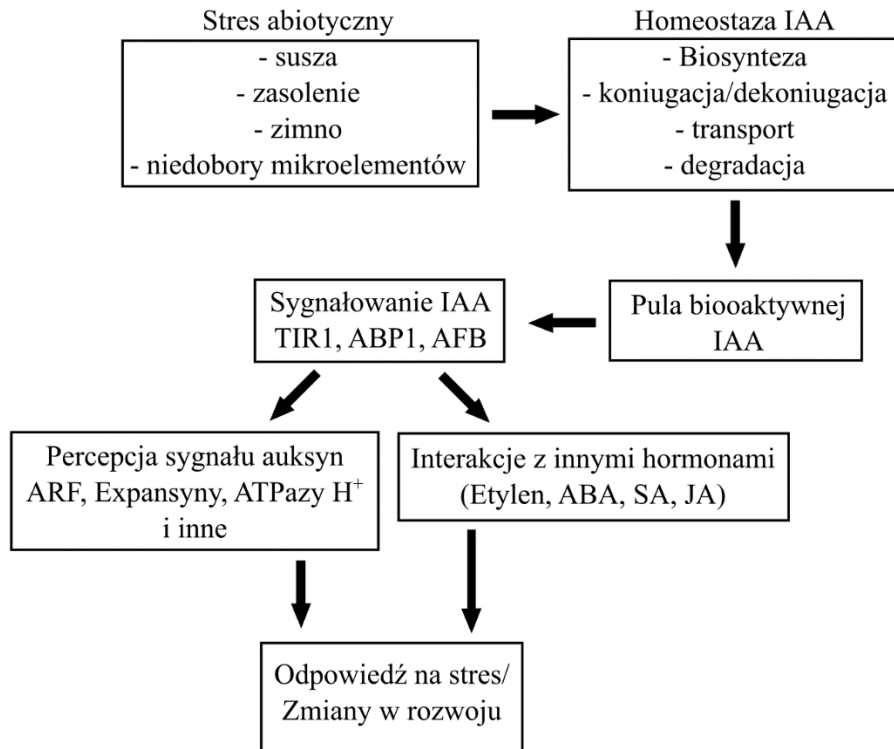 Stres abiotyczny
- susza
- zasolenie
- zimno
- niedobory mikroelementów
Homeostaza IAA
- Biosynteza
- koniugacja/dekoniugacja
- transport
- degradacja
Pula biooaktywnej
IAA
Sygnałowanie IAA
TIR1, ABP1, AFB
Percepcja sygnału auksyn
ARF, Expansyny, ATPazy H⁺
i inne
Interakcje z innymi hormonami
(Etylen, ABA, SA, JA)
Odpowiedź na stres/
Zmiany w rozwoju